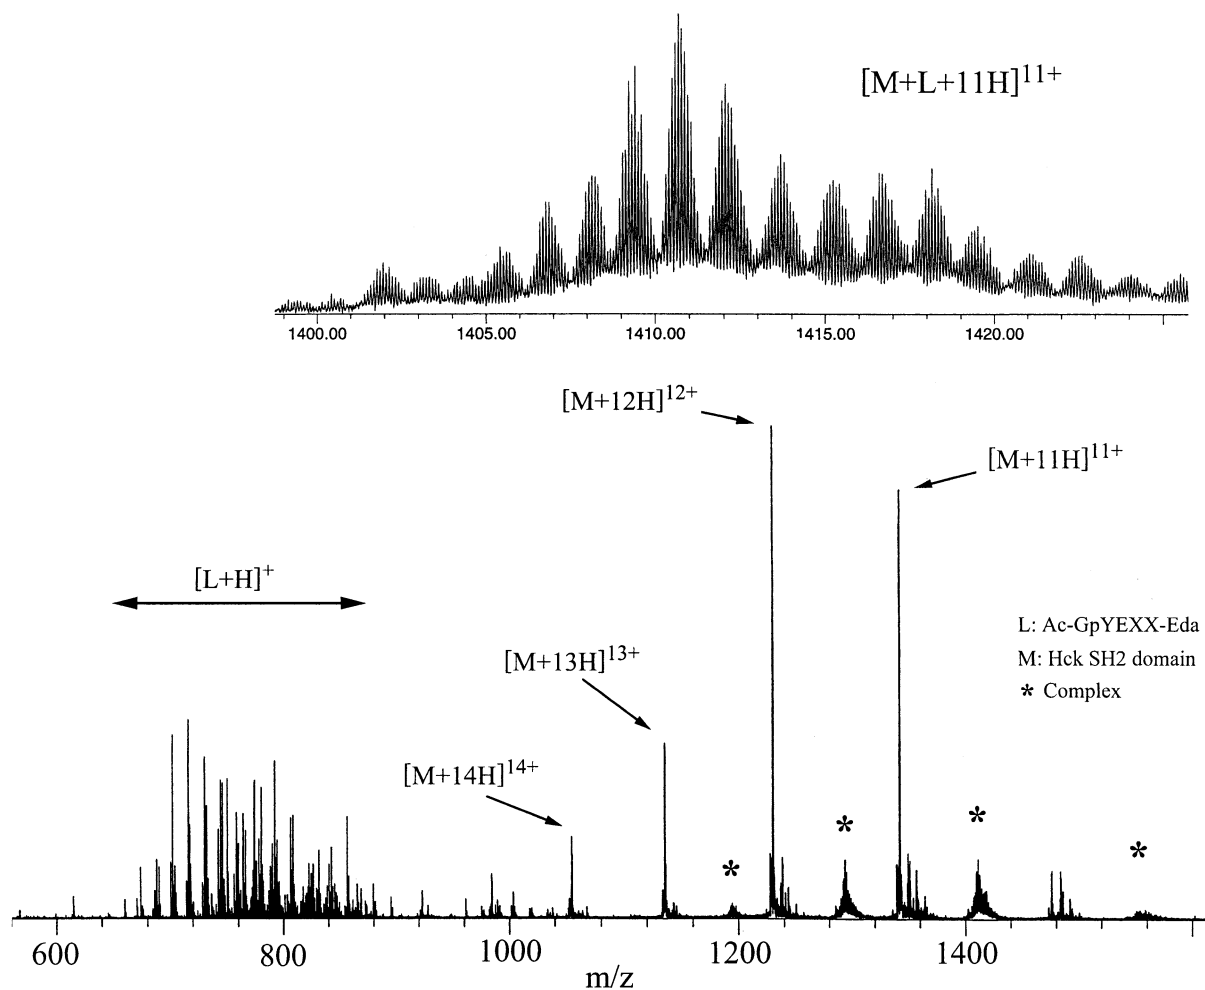 [M+L+11H]11+
1400.00 1405.00 1410.00 1415.00 1420.00
[M+12H]12+
[M+11H]11+
[L+H]+
L: Ac-GpYEXX-Eda
M: Hck SH2 domain
* Complex
[M+13H]13+
[M+14H]14+
* * * *
600 800 1000 1200 1400
m/z